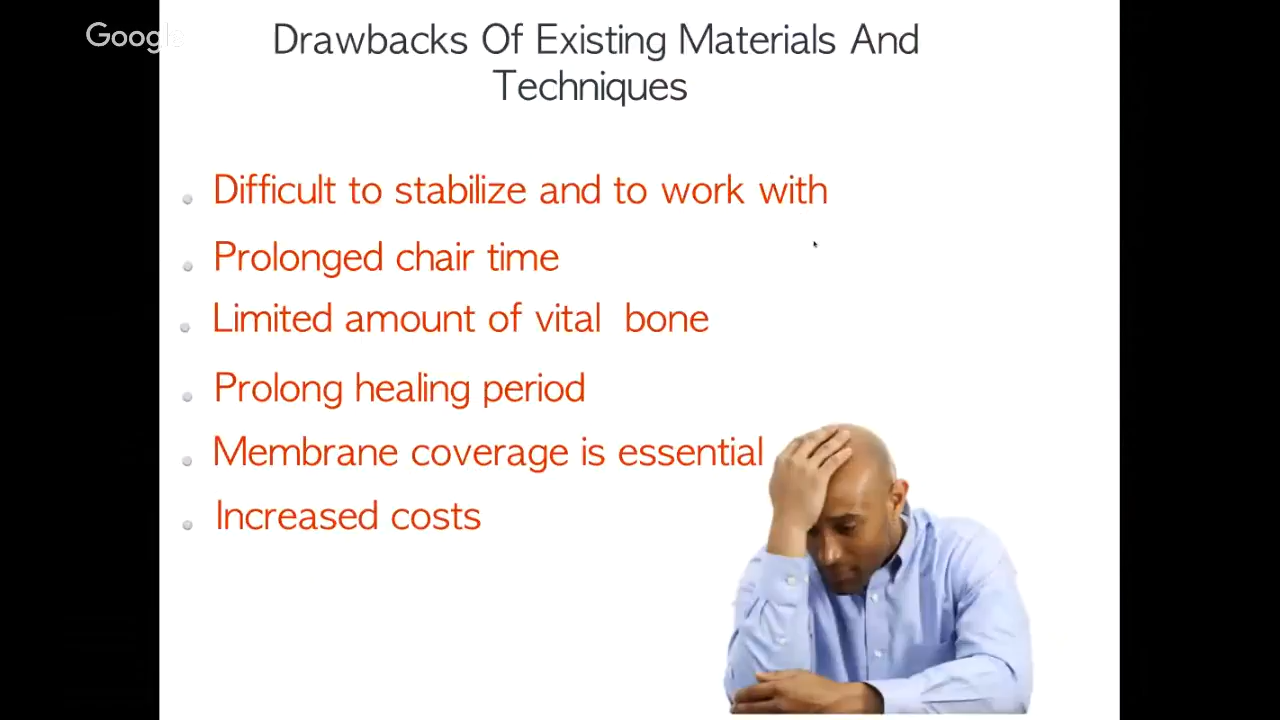 Google
Drawbacks Of Existing Materials And
Techniques
Difficult to stabilize and to work with
Prolonged chair time
Limited amount of vital bone
Prolong healing period
Membrane coverage is essential
Increased costs